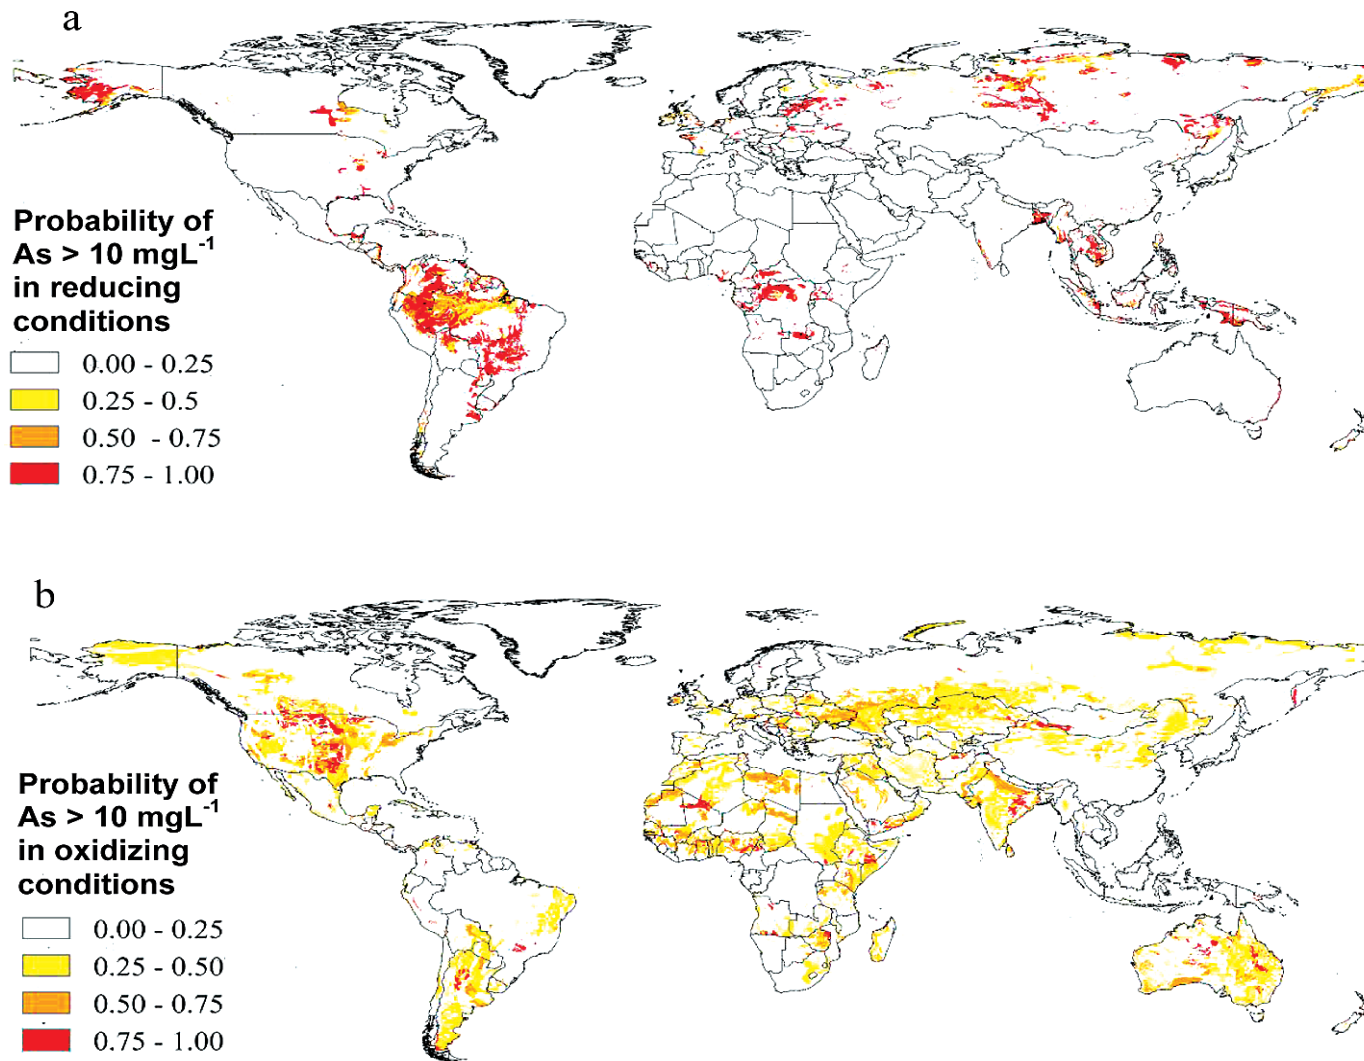 a
Probability of
As > 10 mgL⁻¹
in reducing
conditions
0.00 - 0.25
0.25 - 0.5
0.50 - 0.75
0.75 - 1.00
b
Probability of
As > 10 mgL⁻¹
in oxidizing
conditions
0.00 - 0.25
0.25 - 0.50
0.50 - 0.75
0.75 - 1.00